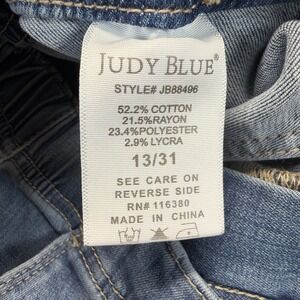 JUDY BLUE®
STYLE# JB88496
52.2% COTTON
21.5%RAYON
23.4%POLYESTER
2.9% LYCRA
13/31
SEE CARE ON
REVERSE SIDE
RN# 116380
MADE IN CHINA